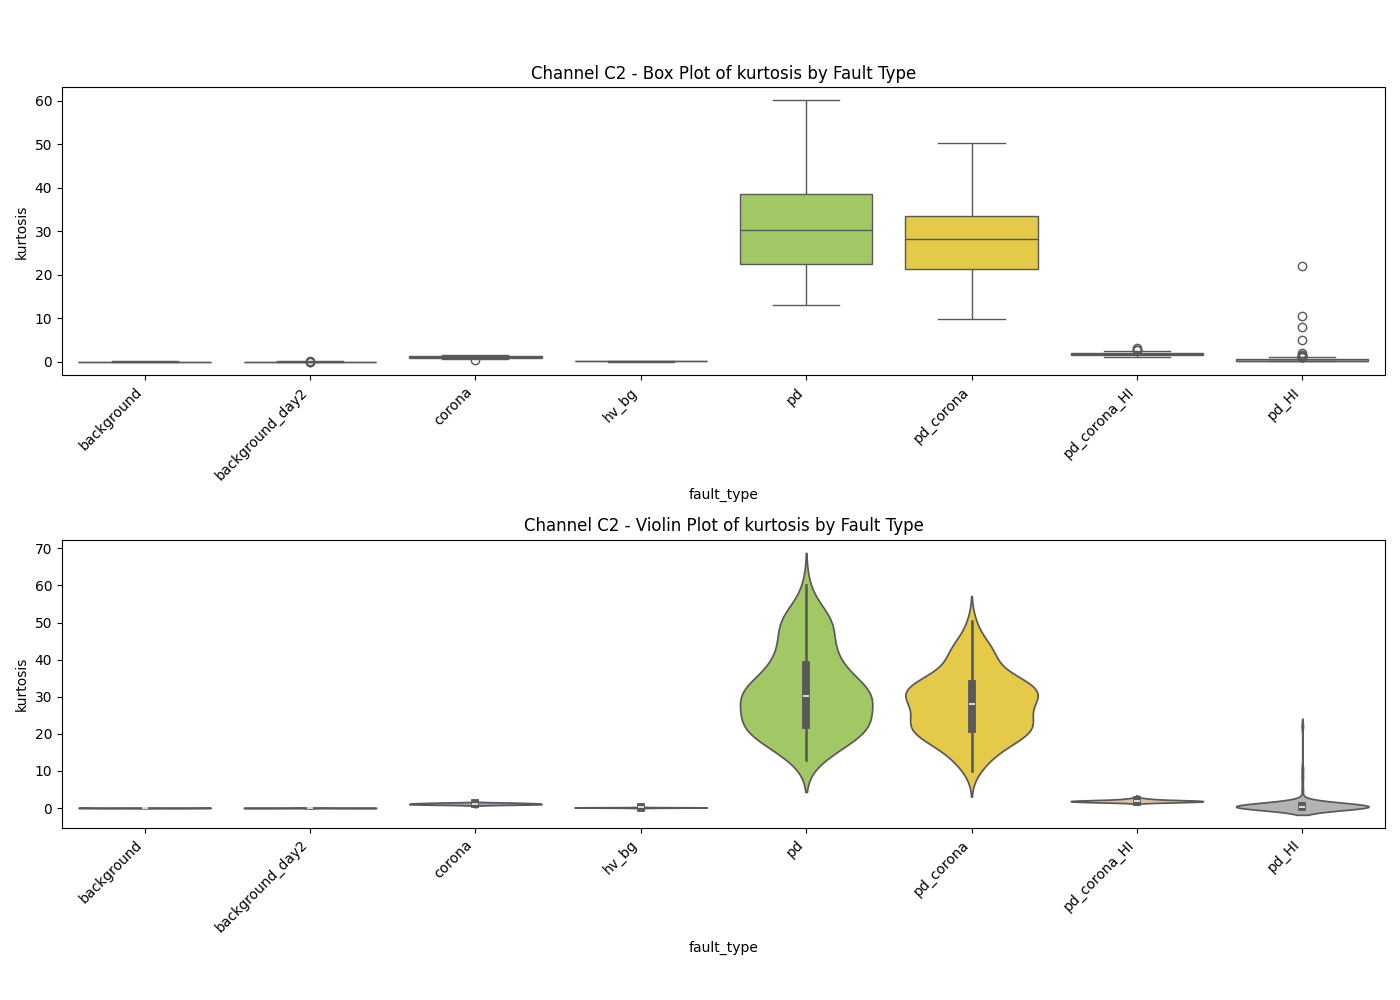 Channel C2 - Box Plot of kurtosis by Fault Type
kurtosis
60
50
40
30
20
10
0
background
background_day2
corona
hv_bg
pd
pd_corona
pd_corona_HI
pd_HI
fault_type
Channel C2 - Violin Plot of kurtosis by Fault Type
kurtosis
70
60
50
40
30
20
10
0
background
background_day2
corona
hv_bg
pd
pd_corona
pd_corona_HI
pd_HI
fault_type